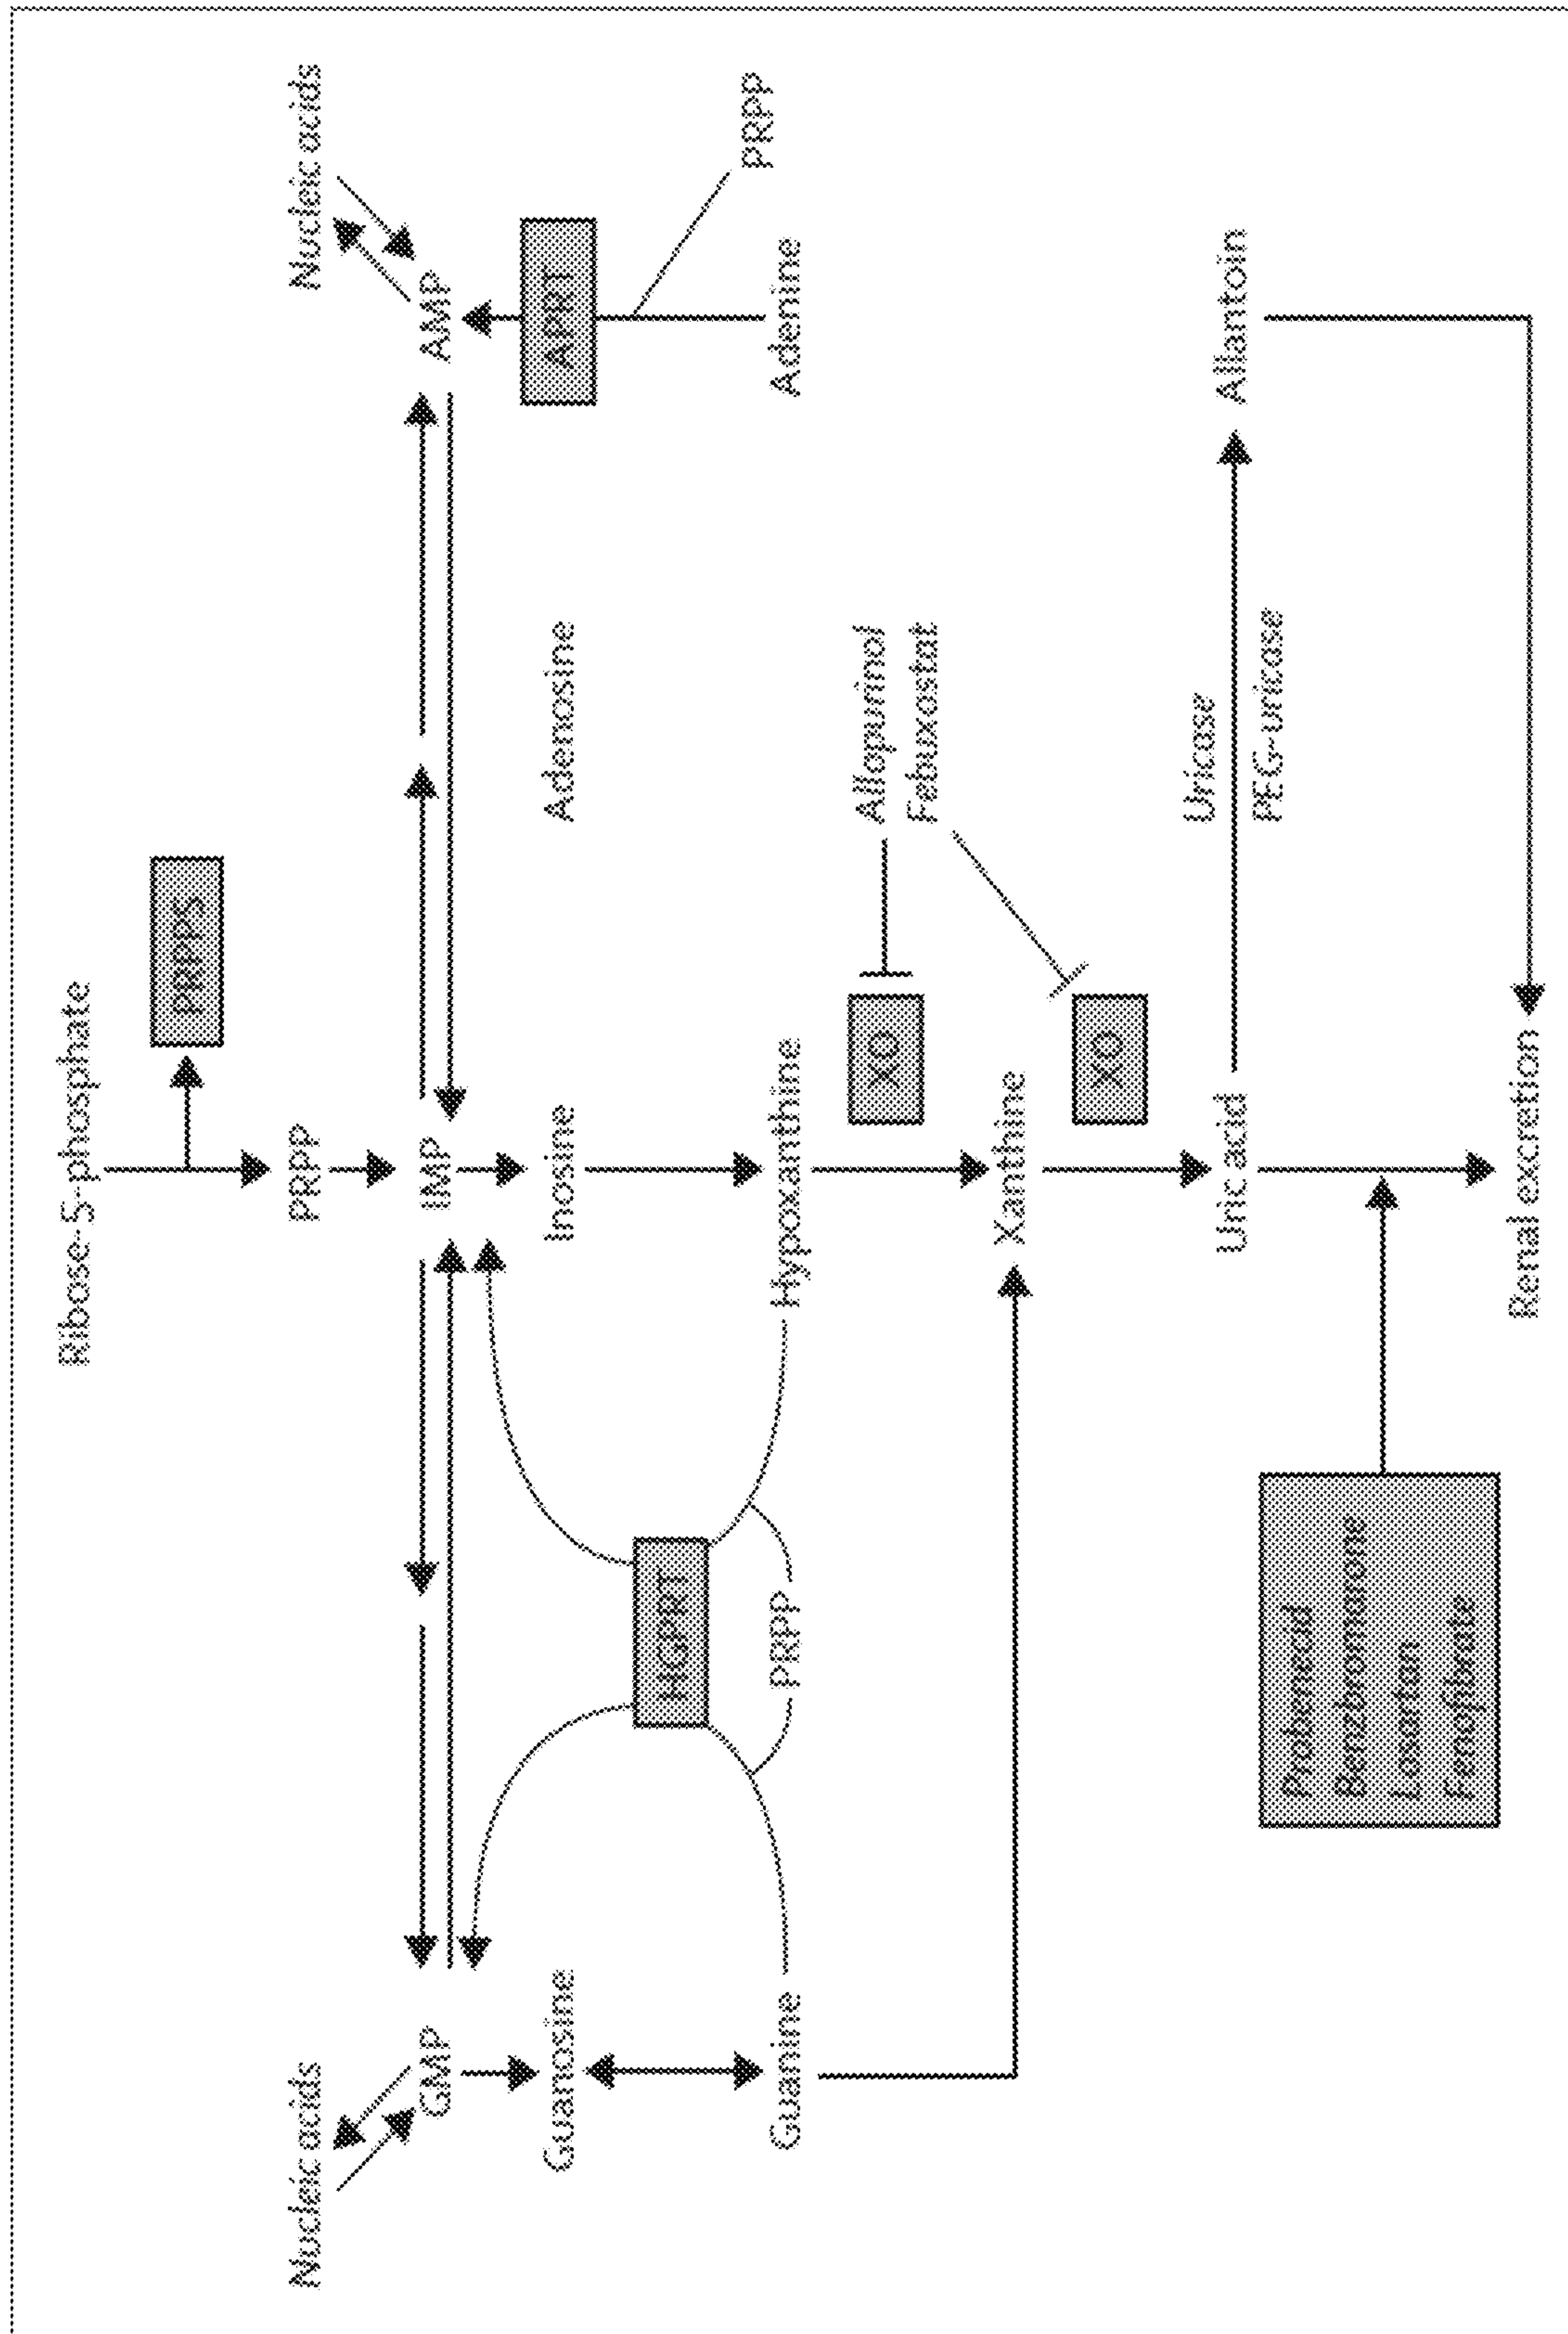 Ribose-5-phosphate
PRPPS
Nucleic acids
PRPP
Nucleic acids
GMP
IMP
AMP
Guanosine
Inosine
Adenosine
HGPRT
APRT
PRPP
Guanine
PRPP
Hypoxanthine
Adenine
XO
Allopurinol
Febuxostat
Xanthine
XO
Uricase
Uric acid
Allantoin
PEG-uricase
Probenecid
Benzbromarone
Losartan
Fenofibrate
Renal excretion